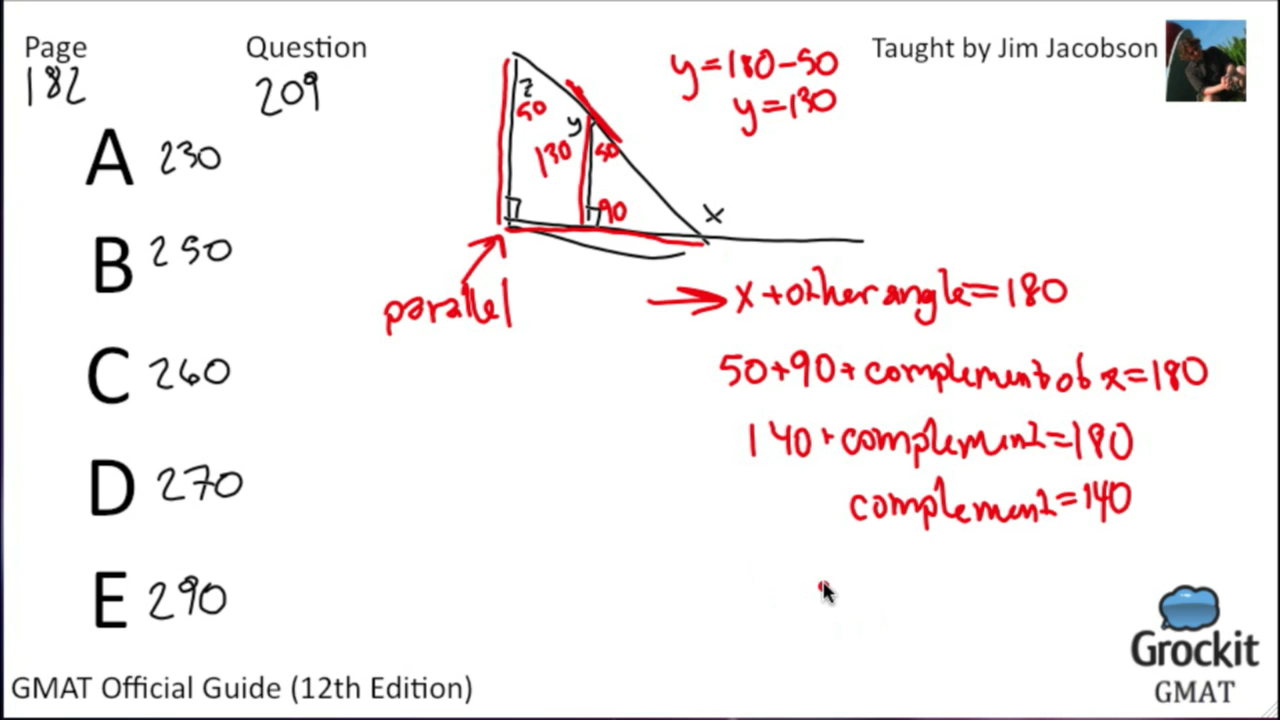 Page
182
Question
209
Taught by Jim Jacobson
A 230
B 250
C 260
D 270
E 290
z
50
y
130
50
90
x
y=180-50
y=130
parallel
x+other angle=180
50+90+complement of x=180
140+complement=180
complement=140
Grockit
GMAT
GMAT Official Guide (12th Edition)